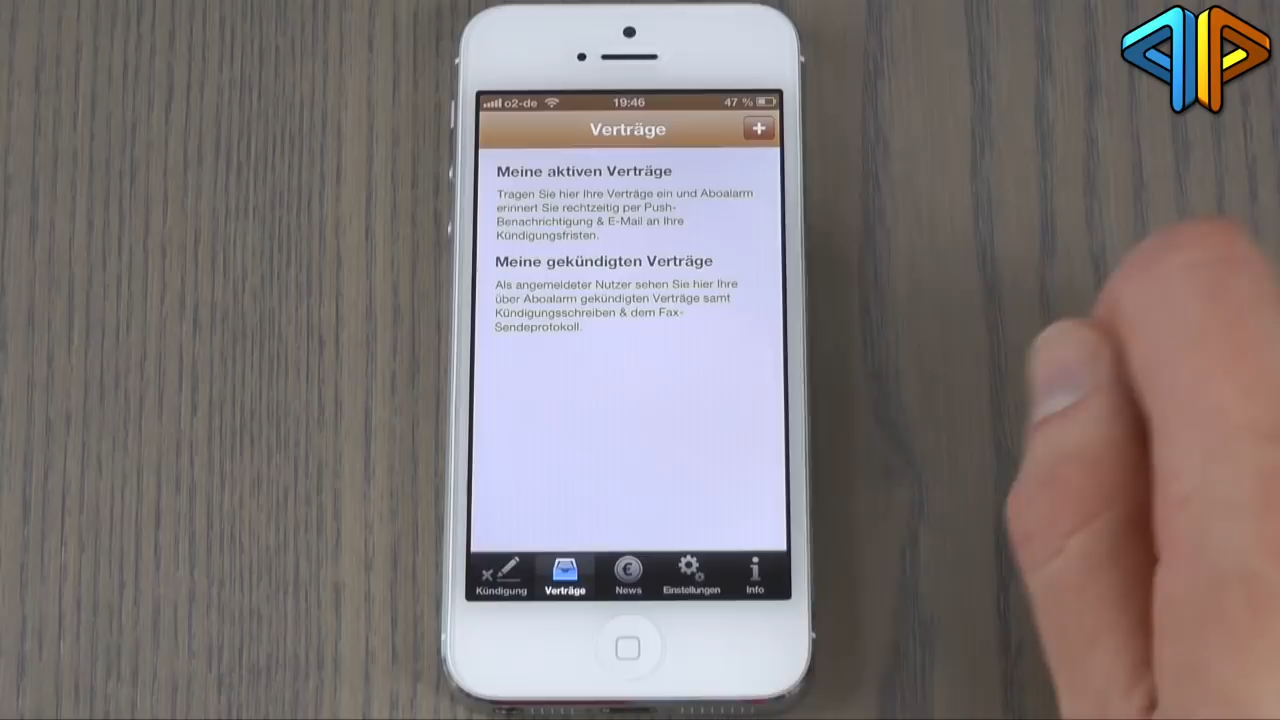 o2-de 19:46 47 %
Verträge +
Meine aktiven Verträge
Tragen Sie hier Ihre Verträge ein und Aboalarm
erinnert Sie rechtzeitig per Push-
Benachrichtigung & E-Mail an Ihre
Kündigungsfristen.
Meine gekündigten Verträge
Als angemeldeter Nutzer sehen Sie hier Ihre
über Aboalarm gekündigten Verträge samt
Kündigungsschreiben & dem Fax-
Sendeprotokoll.
Kündigung Verträge News Einstellungen Info